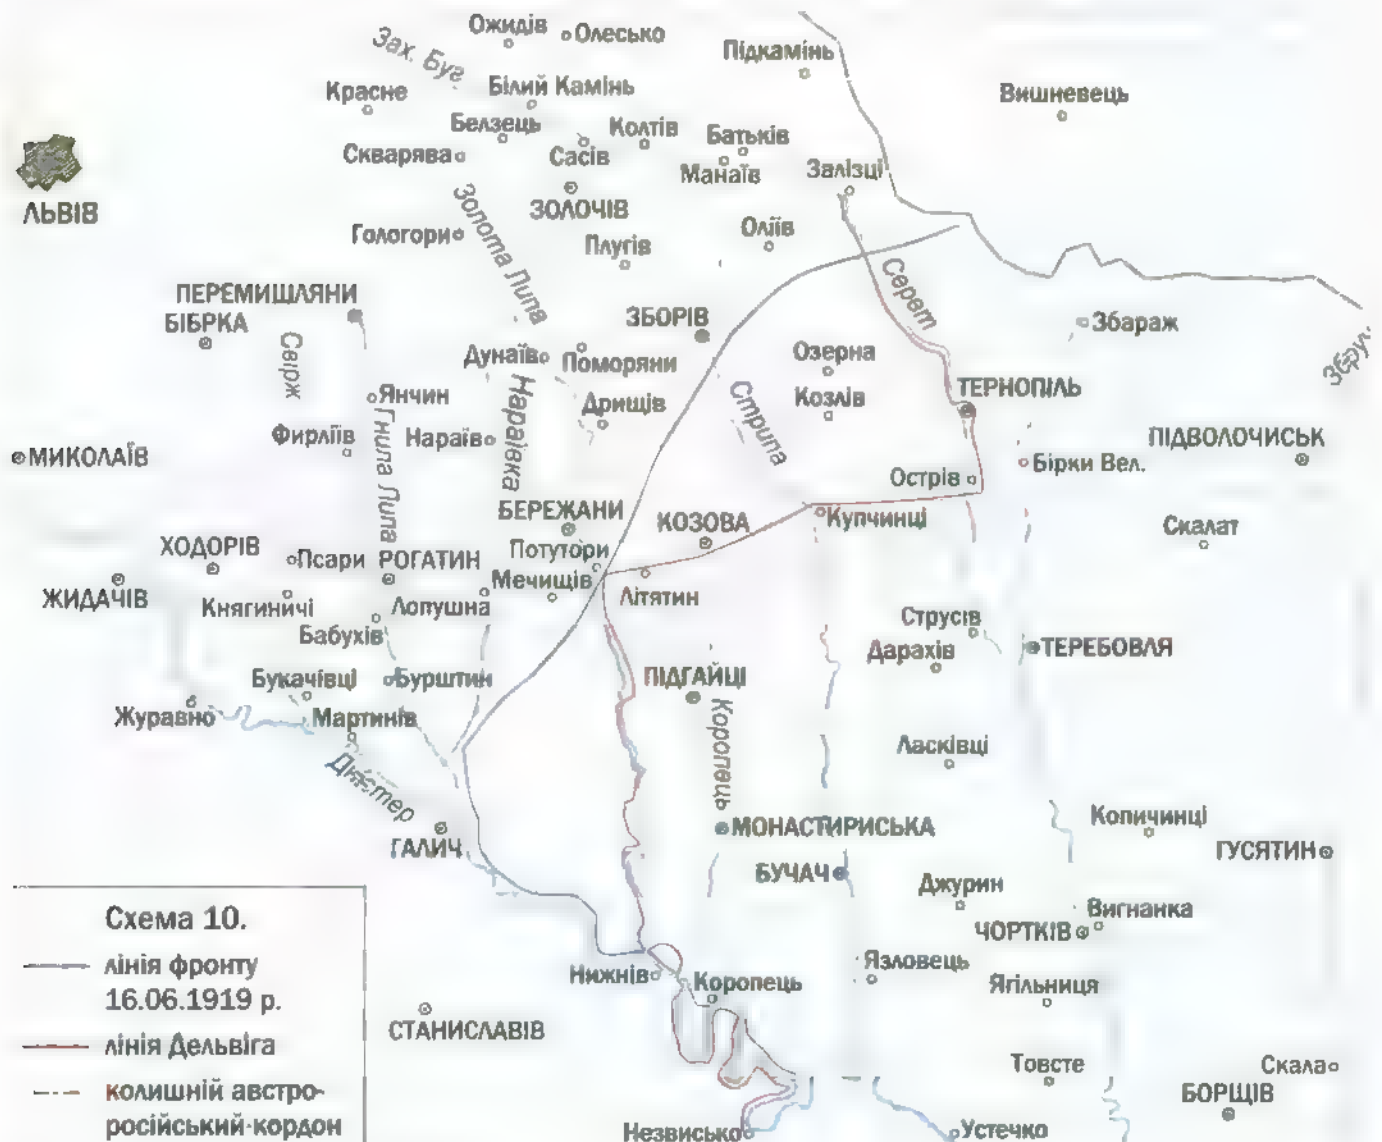 Ожидів
Олесько
Зах. Буг
Підкамінь
Красне
Білий Камінь
Вишневець
Белзець
Колтів
Батьків
Скварява
Сасів
Манаїв
Залізці
ЛЬВІВ
ЗОЛОЧІВ
Золота Липа
Гологори
Плугів
Оліїв
Серет
ПЕРЕМИШЛЯНИ
БІБРКА
ЗБОРІВ
Збараж
Свірж
Дунаїв
Поморяни
Озерна
Збруч
Янчин
Нараївка
Дрищів
Стрипа
Козлів
ТЕРНОПІЛЬ
Фирліїв
Гнила Липа
Нараїв
ПІДВОЛОЧИСЬК
МИКОЛАЇВ
Острів
Бірки Вел.
БЕРЕЖАНИ
КОЗОВА
Купчинці
Скалат
ХОДОРІВ
Псари
РОГАТИН
Потутори
ЖИДАЧІВ
Княгиничі
Лопушна
Мечищів
Літятин
Бабухів
Струсів
Дарахів
ТЕРЕБОВЛЯ
Букачівці
Бурштин
ПІДГАЙЦІ
Журавно
Мартинів
Коропець
Ласківці
Дністер
ГАЛИЧ
МОНАСТИРИСЬКА
Копичинці
БУЧАЧ
ГУСЯТИН
Джурин
Вигнанка
ЧОРТКІВ
Нижнів
Коропець
Язловець
Ягільниця
СТАНИСЛАВІВ
Товсте
Скала
БОРЩІВ
Незвисько
Устечко
Схема 10.
лінія фронту
16.06.1919 р.
лінія Дельвіга
колишній австро-
російський кордон